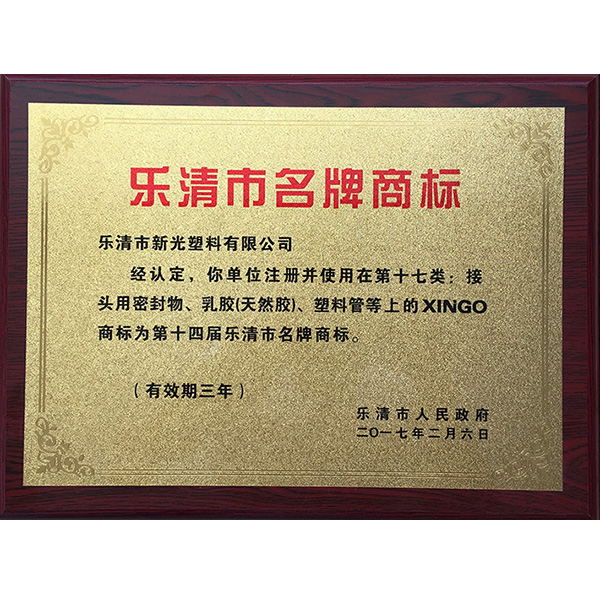 乐清市名牌商标
乐清市新光塑料有限公司
经认定，你单位注册并使用在第十七类：接
头用密封物、乳胶(天然胶)、塑料管等上的XINGO
商标为第十四届乐清市名牌商标。
（有效期三年）
乐清市人民政府
二〇一七年二月六日